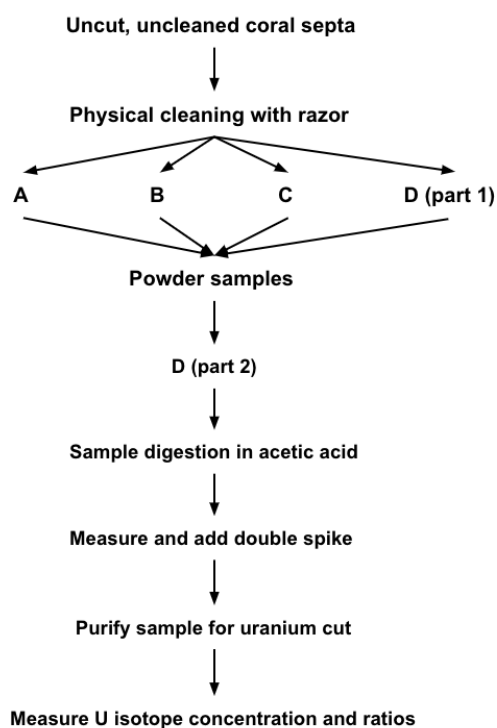 Uncut, uncleaned coral septa
Physical cleaning with razor
A B C D (part 1)
Powder samples
D (part 2)
Sample digestion in acetic acid
Measure and add double spike
Purify sample for uranium cut
Measure U isotope concentration and ratios